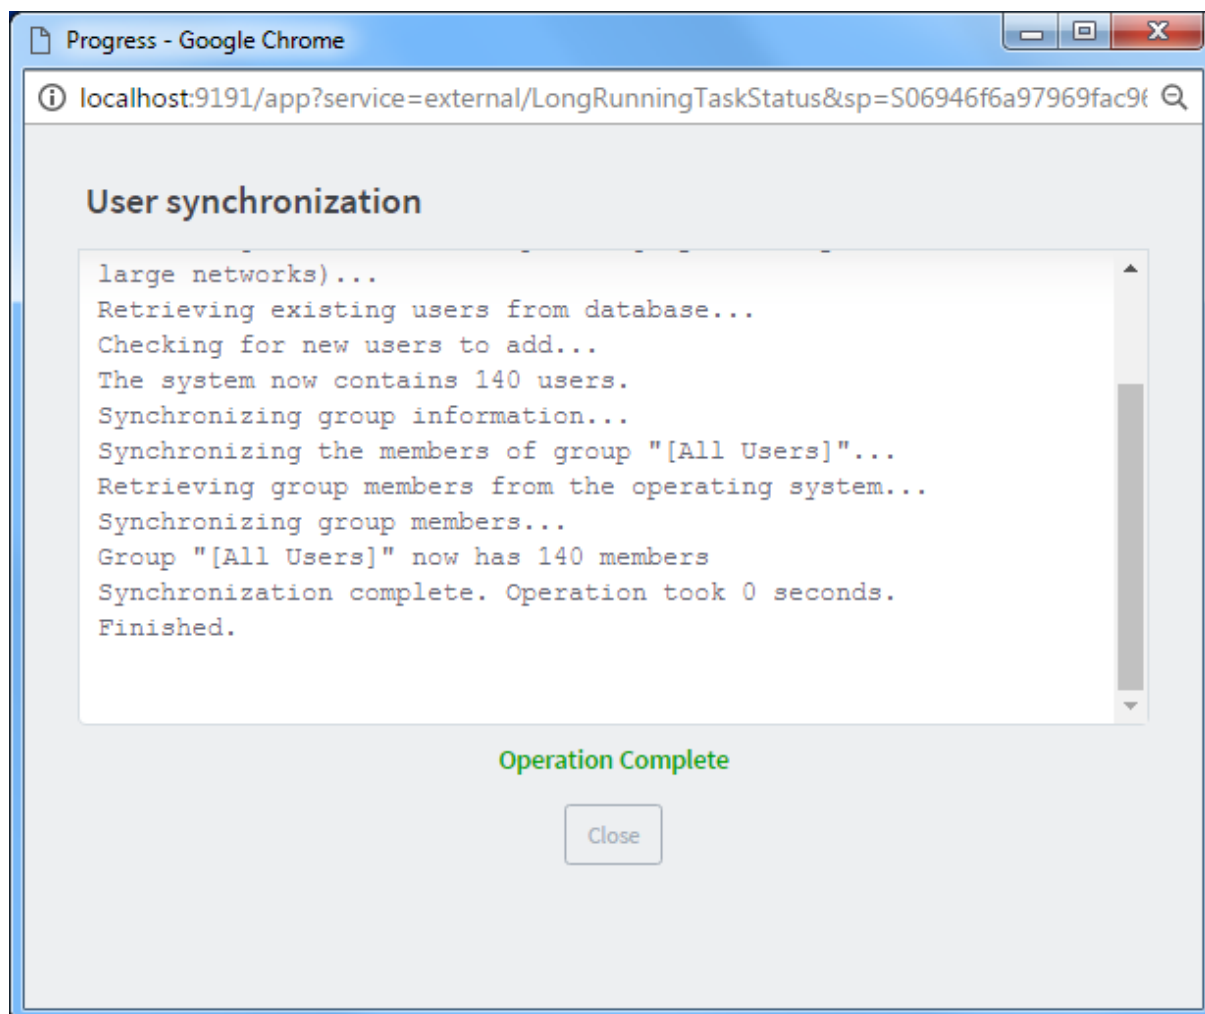 Progress - Google Chrome
localhost:9191/app?service=external/LongRunningTaskStatus&sp=S06946f6a97969fac96
User synchronization
large networks)...
Retrieving existing users from database...
Checking for new users to add...
The system now contains 140 users.
Synchronizing group information...
Synchronizing the members of group "[All Users]"...
Retrieving group members from the operating system...
Synchronizing group members...
Group "[All Users]" now has 140 members
Synchronization complete. Operation took 0 seconds.
Finished.
Operation Complete
Close